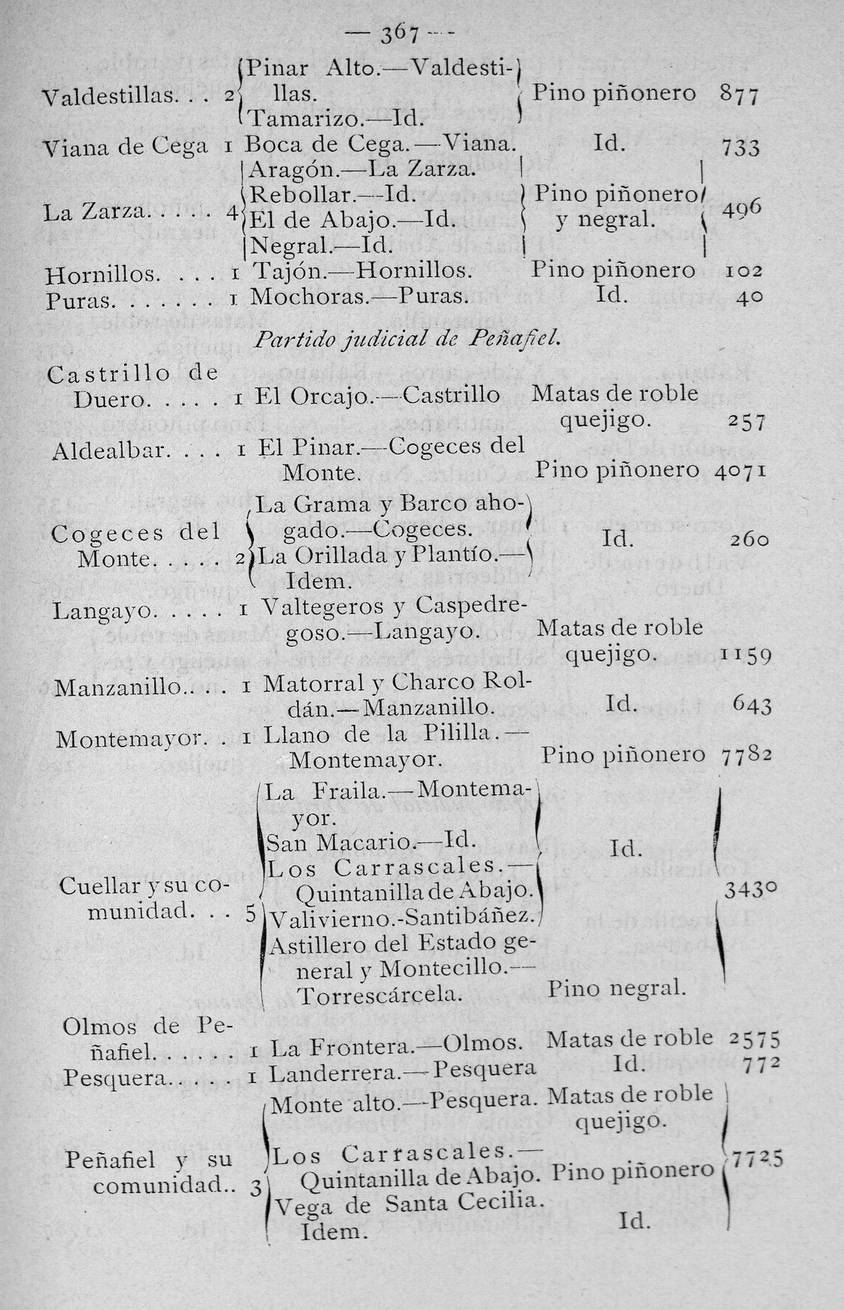 — 367 —
Pinar Alto.—Valdesti-
Valdestillas. . . 2 llas. Pino piñonero 877
Tamarizo.—Id.
Viana de Cega 1 Boca de Cega.—Viana. Id. 733
Aragón.—La Zarza.
Rebollar.—Id. Pino piñonero
La Zarza. . . . . 4 El de Abajo.—Id. y negral. 496
Negral.—Id.
Hornillos. . . . 1 Tajón.—Hornillos. Pino piñonero 102
Puras. . . . . . . 1 Mochoras.—Puras. Id. 40
Partido judicial de Peñafiel.
Castrillo de
Duero. . . . . 1 El Orcajo.—Castrillo Matas de roble
quejigo. 257
Aldealbar. . . . 1 El Pinar.—Cogeces del
Monte. Pino piñonero 4071
La Grama y Barco aho-
Cogeces del gado.—Cogeces. Id. 260
Monte. . . . . 2 La Orillada y Plantío.—
Idem.
Langayo. . . . . 1 Valtegeros y Caspedre-
goso.—Langayo. Matas de roble
quejigo. 1159
Manzanillo.. . . 1 Matorral y Charco Rol-
dán.—Manzanillo. Id. 643
Montemayor. . 1 Llano de la Pililla.—
Montemayor. Pino piñonero 7782
La Fraila.—Montema-
yor.
San Macario.—Id. Id.
Los Carrascales.—
Cuellar y su co- Quintanilla de Abajo. 3430
munidad. . . 5 Valivierno.-Santibáñez.
Astillero del Estado ge-
neral y Montecillo.—
Torrescárcela. Pino negral.
Olmos de Pe-
ñafiel. . . . . . 1 La Frontera.—Olmos. Matas de roble 2575
Pesquera.. . . . 1 Landerrera.—Pesquera Id. 772
Monte alto.—Pesquera. Matas de roble
quejigo.
Peñafiel y su Los Carrascales.— 7725
comunidad.. 3 Quintanilla de Abajo. Pino piñonero
Vega de Santa Cecilia.
Idem. Id.